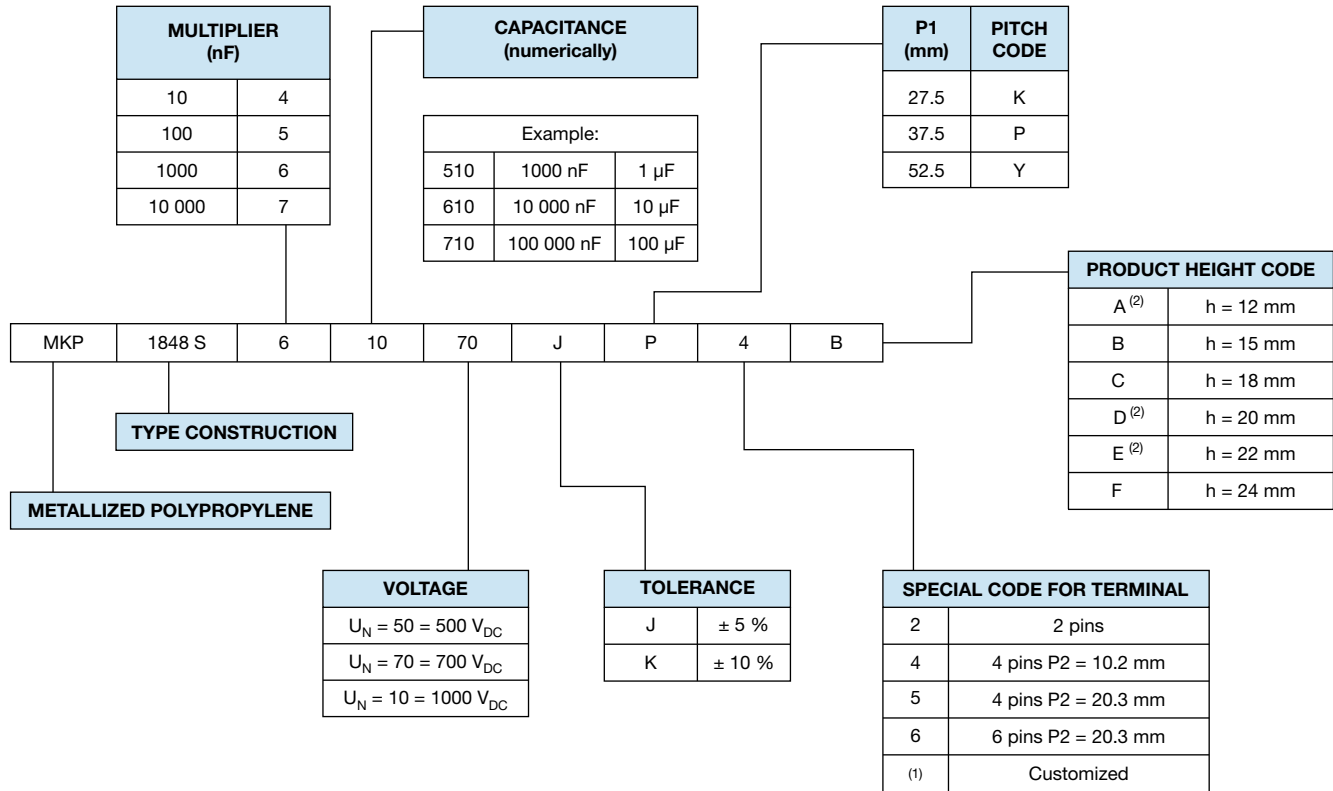 MULTIPLIER
(nF)
10 4
100 5
1000 6
10 000 7
CAPACITANCE
(numerically)
Example:
510 1000 nF 1 µF
610 10 000 nF 10 µF
710 100 000 nF 100 µF
P1
(mm)
PITCH
CODE
27.5 K
37.5 P
52.5 Y
PRODUCT HEIGHT CODE
A (2) h = 12 mm
B h = 15 mm
C h = 18 mm
D (2) h = 20 mm
E (2) h = 22 mm
F h = 24 mm
MKP 1848 S 6 10 70 J P 4 B
TYPE CONSTRUCTION
METALLIZED POLYPROPYLENE
VOLTAGE
UN = 50 = 500 VDC
UN = 70 = 700 VDC
UN = 10 = 1000 VDC
TOLERANCE
J ± 5 %
K ± 10 %
SPECIAL CODE FOR TERMINAL
2 2 pins
4 4 pins P2 = 10.2 mm
5 4 pins P2 = 20.3 mm
6 6 pins P2 = 20.3 mm
(1) Customized